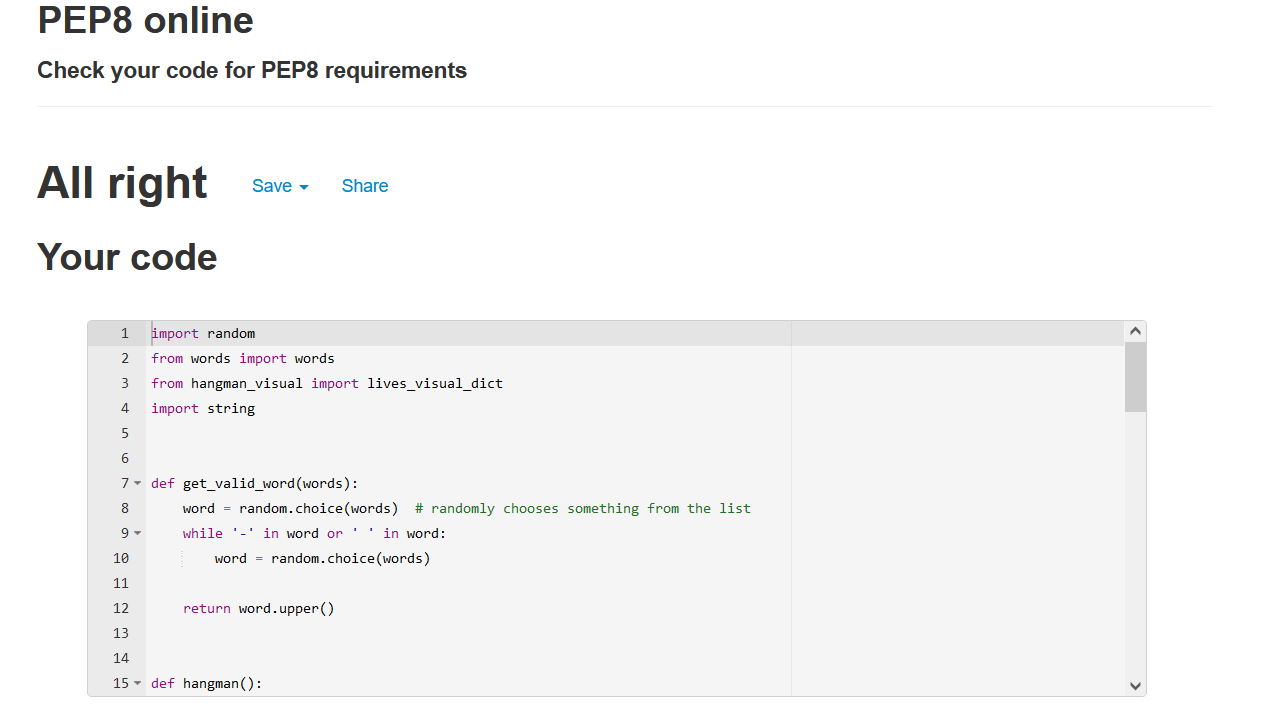 PEP8 online
Check your code for PEP8 requirements
All right Save Share
Your code
1 import random
2 from words import words
3 from hangman_visual import lives_visual_dict
4 import string
5
6
7 def get_valid_word(words):
8     word = random.choice(words)  # randomly chooses something from the list
9     while '-' in word or ' ' in word:
10         word = random.choice(words)
11
12     return word.upper()
13
14
15 def hangman():